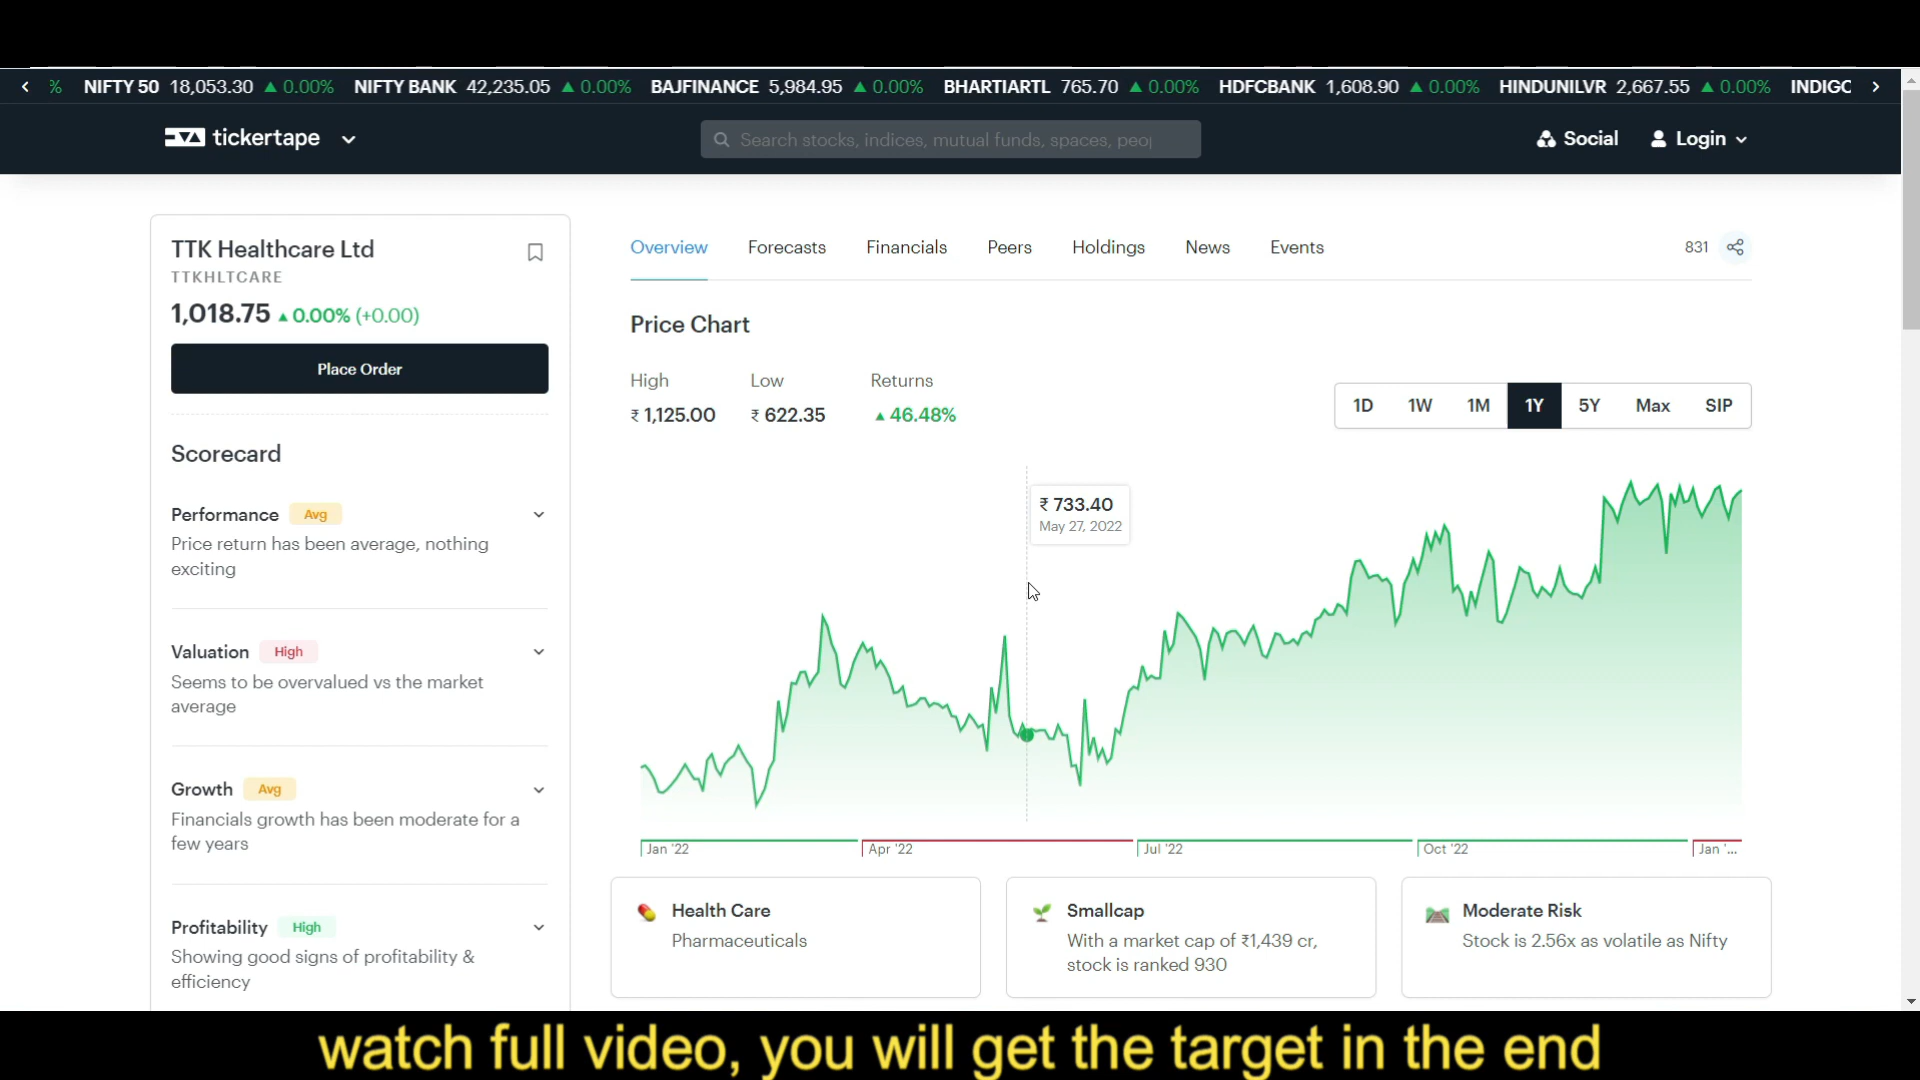 % NIFTY 50 18,053.30 ▲ 0.00% NIFTY BANK 42,235.05 ▲ 0.00% BAJFINANCE 5,984.95 ▲ 0.00% BHARTIARTL 765.70 ▲ 0.00% HDFCBANK 1,608.90 ▲ 0.00% HINDUNILVR 2,667.55 ▲ 0.00% INDIGO
tickertape
Search stocks, indices, mutual funds, spaces, peop
Social
Login
TTK Healthcare Ltd
TTKHLTCARE
1,018.75 ▲ 0.00% (+0.00)
Place Order
Scorecard
Performance Avg
Price return has been average, nothing
exciting
Valuation High
Seems to be overvalued vs the market
average
Growth Avg
Financials growth has been moderate for a
few years
Profitability High
Showing good signs of profitability &
efficiency
Overview Forecasts Financials Peers Holdings News Events
831
Price Chart
High Low Returns
₹ 1,125.00 ₹ 622.35 ▲ 46.48%
1D 1W 1M 1Y 5Y Max SIP
₹ 733.40
May 27, 2022
Jan '22 Apr '22 Jul '22 Oct '22 Jan '...
Health Care
Pharmaceuticals
Smallcap
With a market cap of ₹1,439 cr,
stock is ranked 930
Moderate Risk
Stock is 2.56x as volatile as Nifty
watch full video, you will get the target in the end